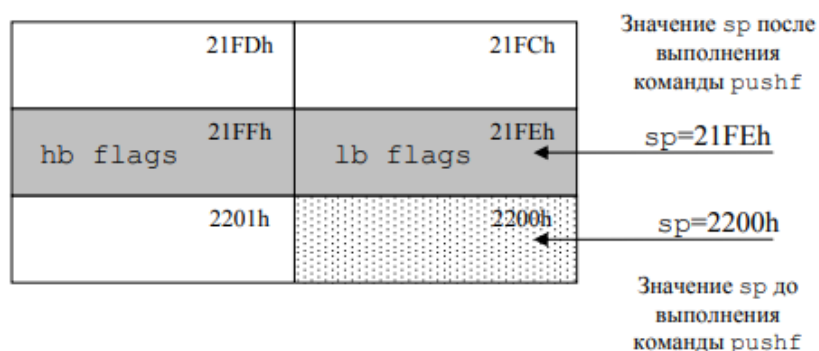 21FDh 21FCh
Значение sp после
выполнения
команды pushf
hb flags 21FFh lb flags 21FEh
sp=21FEh
2201h 2200h
sp=2200h
Значение sp до
выполнения
команды pushf